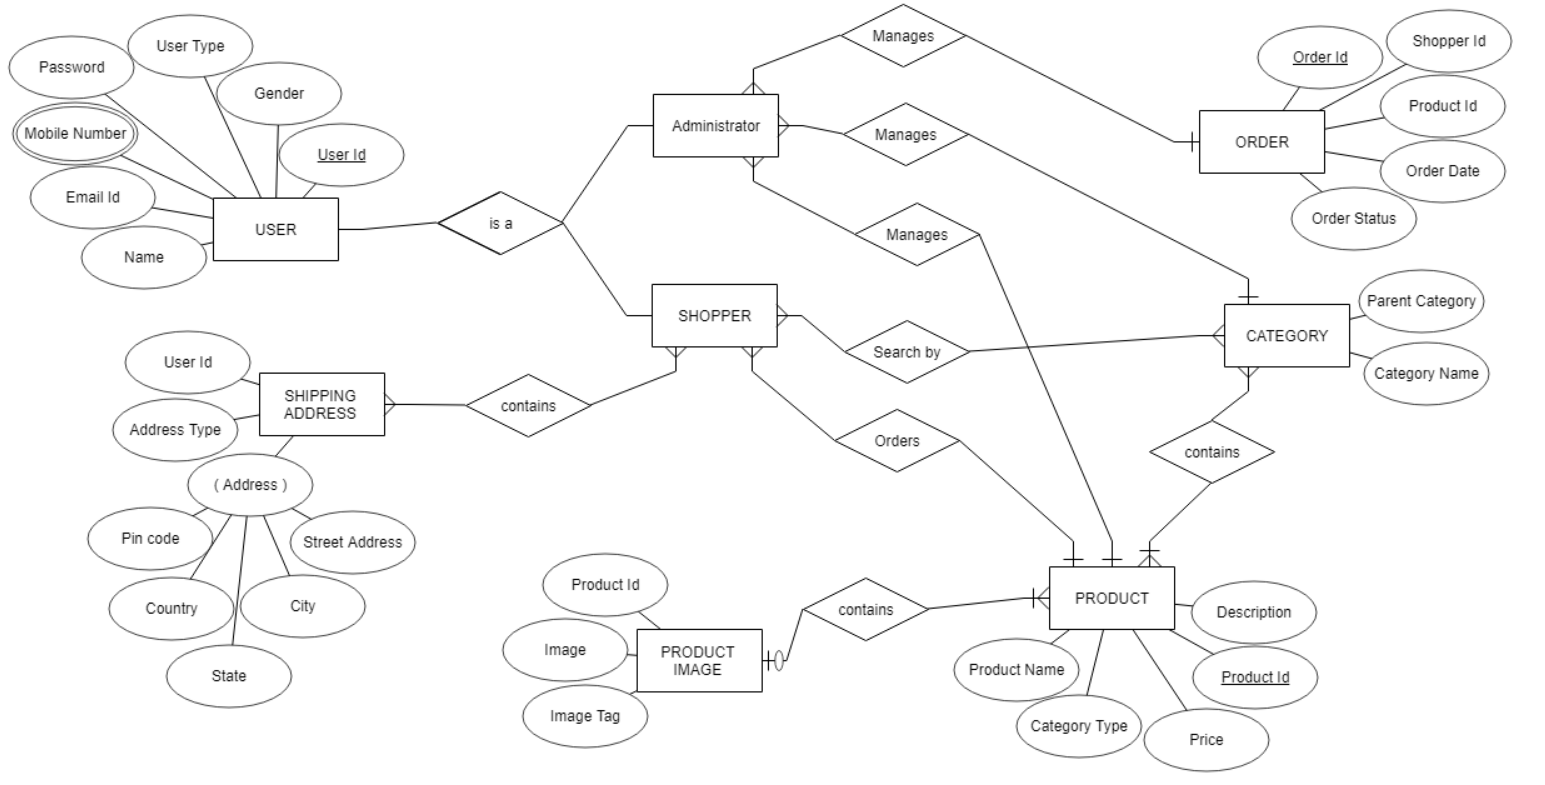 Manages
User Type
Shopper Id
Password
Order Id
Gender
Product Id
Mobile Number
Administrator
Manages
ORDER
User Id
Order Date
Email Id
Order Status
USER
is a
Manages
Name
Parent Category
SHOPPER
CATEGORY
Search by
User Id
Category Name
SHIPPING
ADDRESS
contains
Address Type
Orders
contains
( Address )
Pin code
Street Address
Product Id
Country
City
contains
PRODUCT
Description
Image
PRODUCT
IMAGE
Product Name
Product Id
State
Image Tag
Category Type
Price